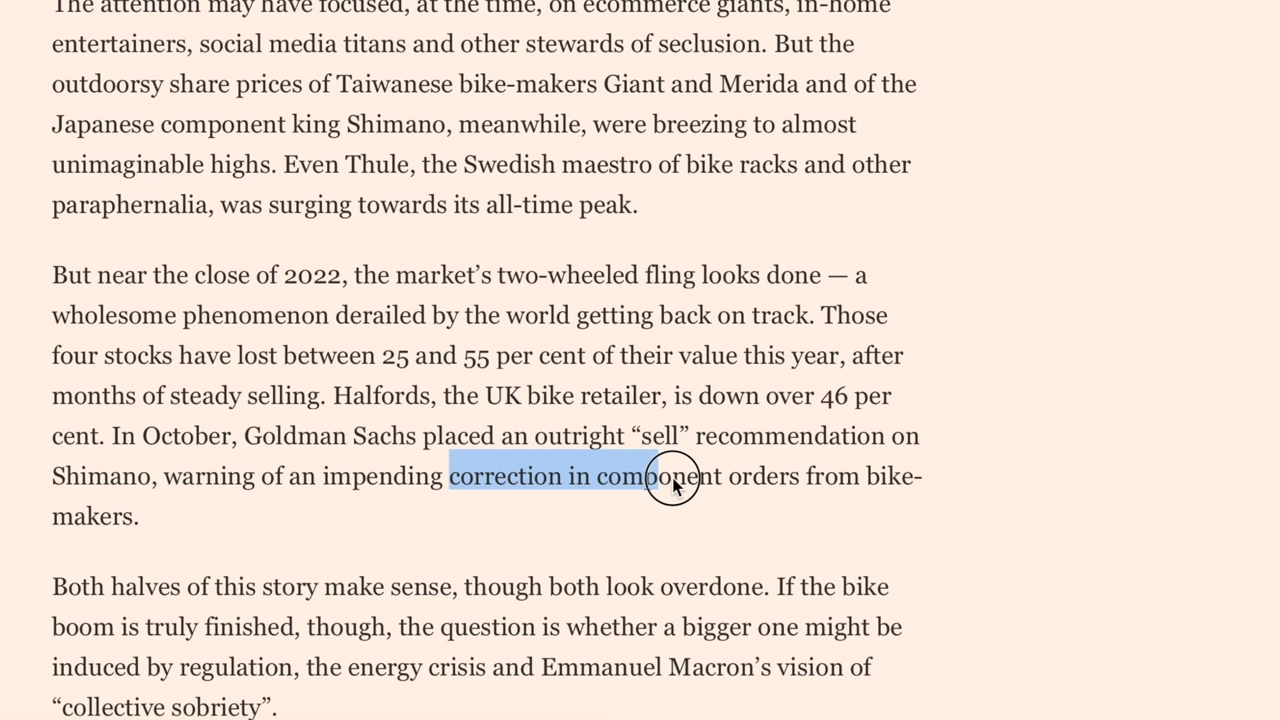 The attention may have focused, at the time, on ecommerce giants, in-home
entertainers, social media titans and other stewards of seclusion. But the
outdoorsy share prices of Taiwanese bike-makers Giant and Merida and of the
Japanese component king Shimano, meanwhile, were breezing to almost
unimaginable highs. Even Thule, the Swedish maestro of bike racks and other
paraphernalia, was surging towards its all-time peak.
But near the close of 2022, the market’s two-wheeled fling looks done — a
wholesome phenomenon derailed by the world getting back on track. Those
four stocks have lost between 25 and 55 per cent of their value this year, after
months of steady selling. Halfords, the UK bike retailer, is down over 46 per
cent. In October, Goldman Sachs placed an outright “sell” recommendation on
Shimano, warning of an impending correction in component orders from bike-
makers.
Both halves of this story make sense, though both look overdone. If the bike
boom is truly finished, though, the question is whether a bigger one might be
induced by regulation, the energy crisis and Emmanuel Macron’s vision of
“collective sobriety”.